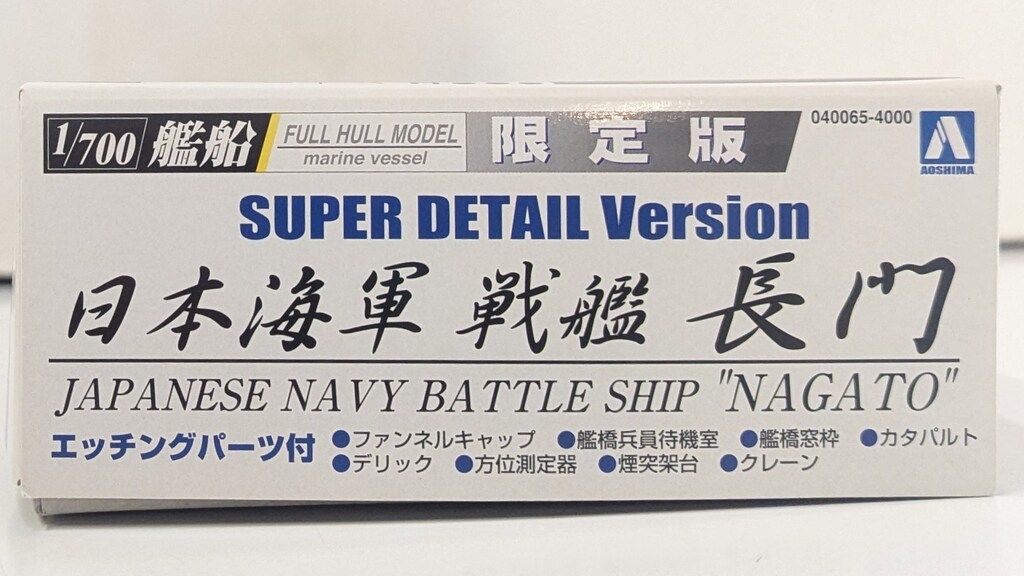 1/700 艦船 FULL HULL MODEL 限定版 040065-4000
marine vessel
AOSHIMA
SUPER DETAIL Version
日本海軍 戦艦 長門
JAPANESE NAVY BATTLE SHIP "NAGATO"
エッチングパーツ付 ●ファンネルキャップ ●艦橋兵員待機室 ●艦橋窓枠 ●カタパルト
●デリック ●方位測定器 ●煙突架台 ●クレーン